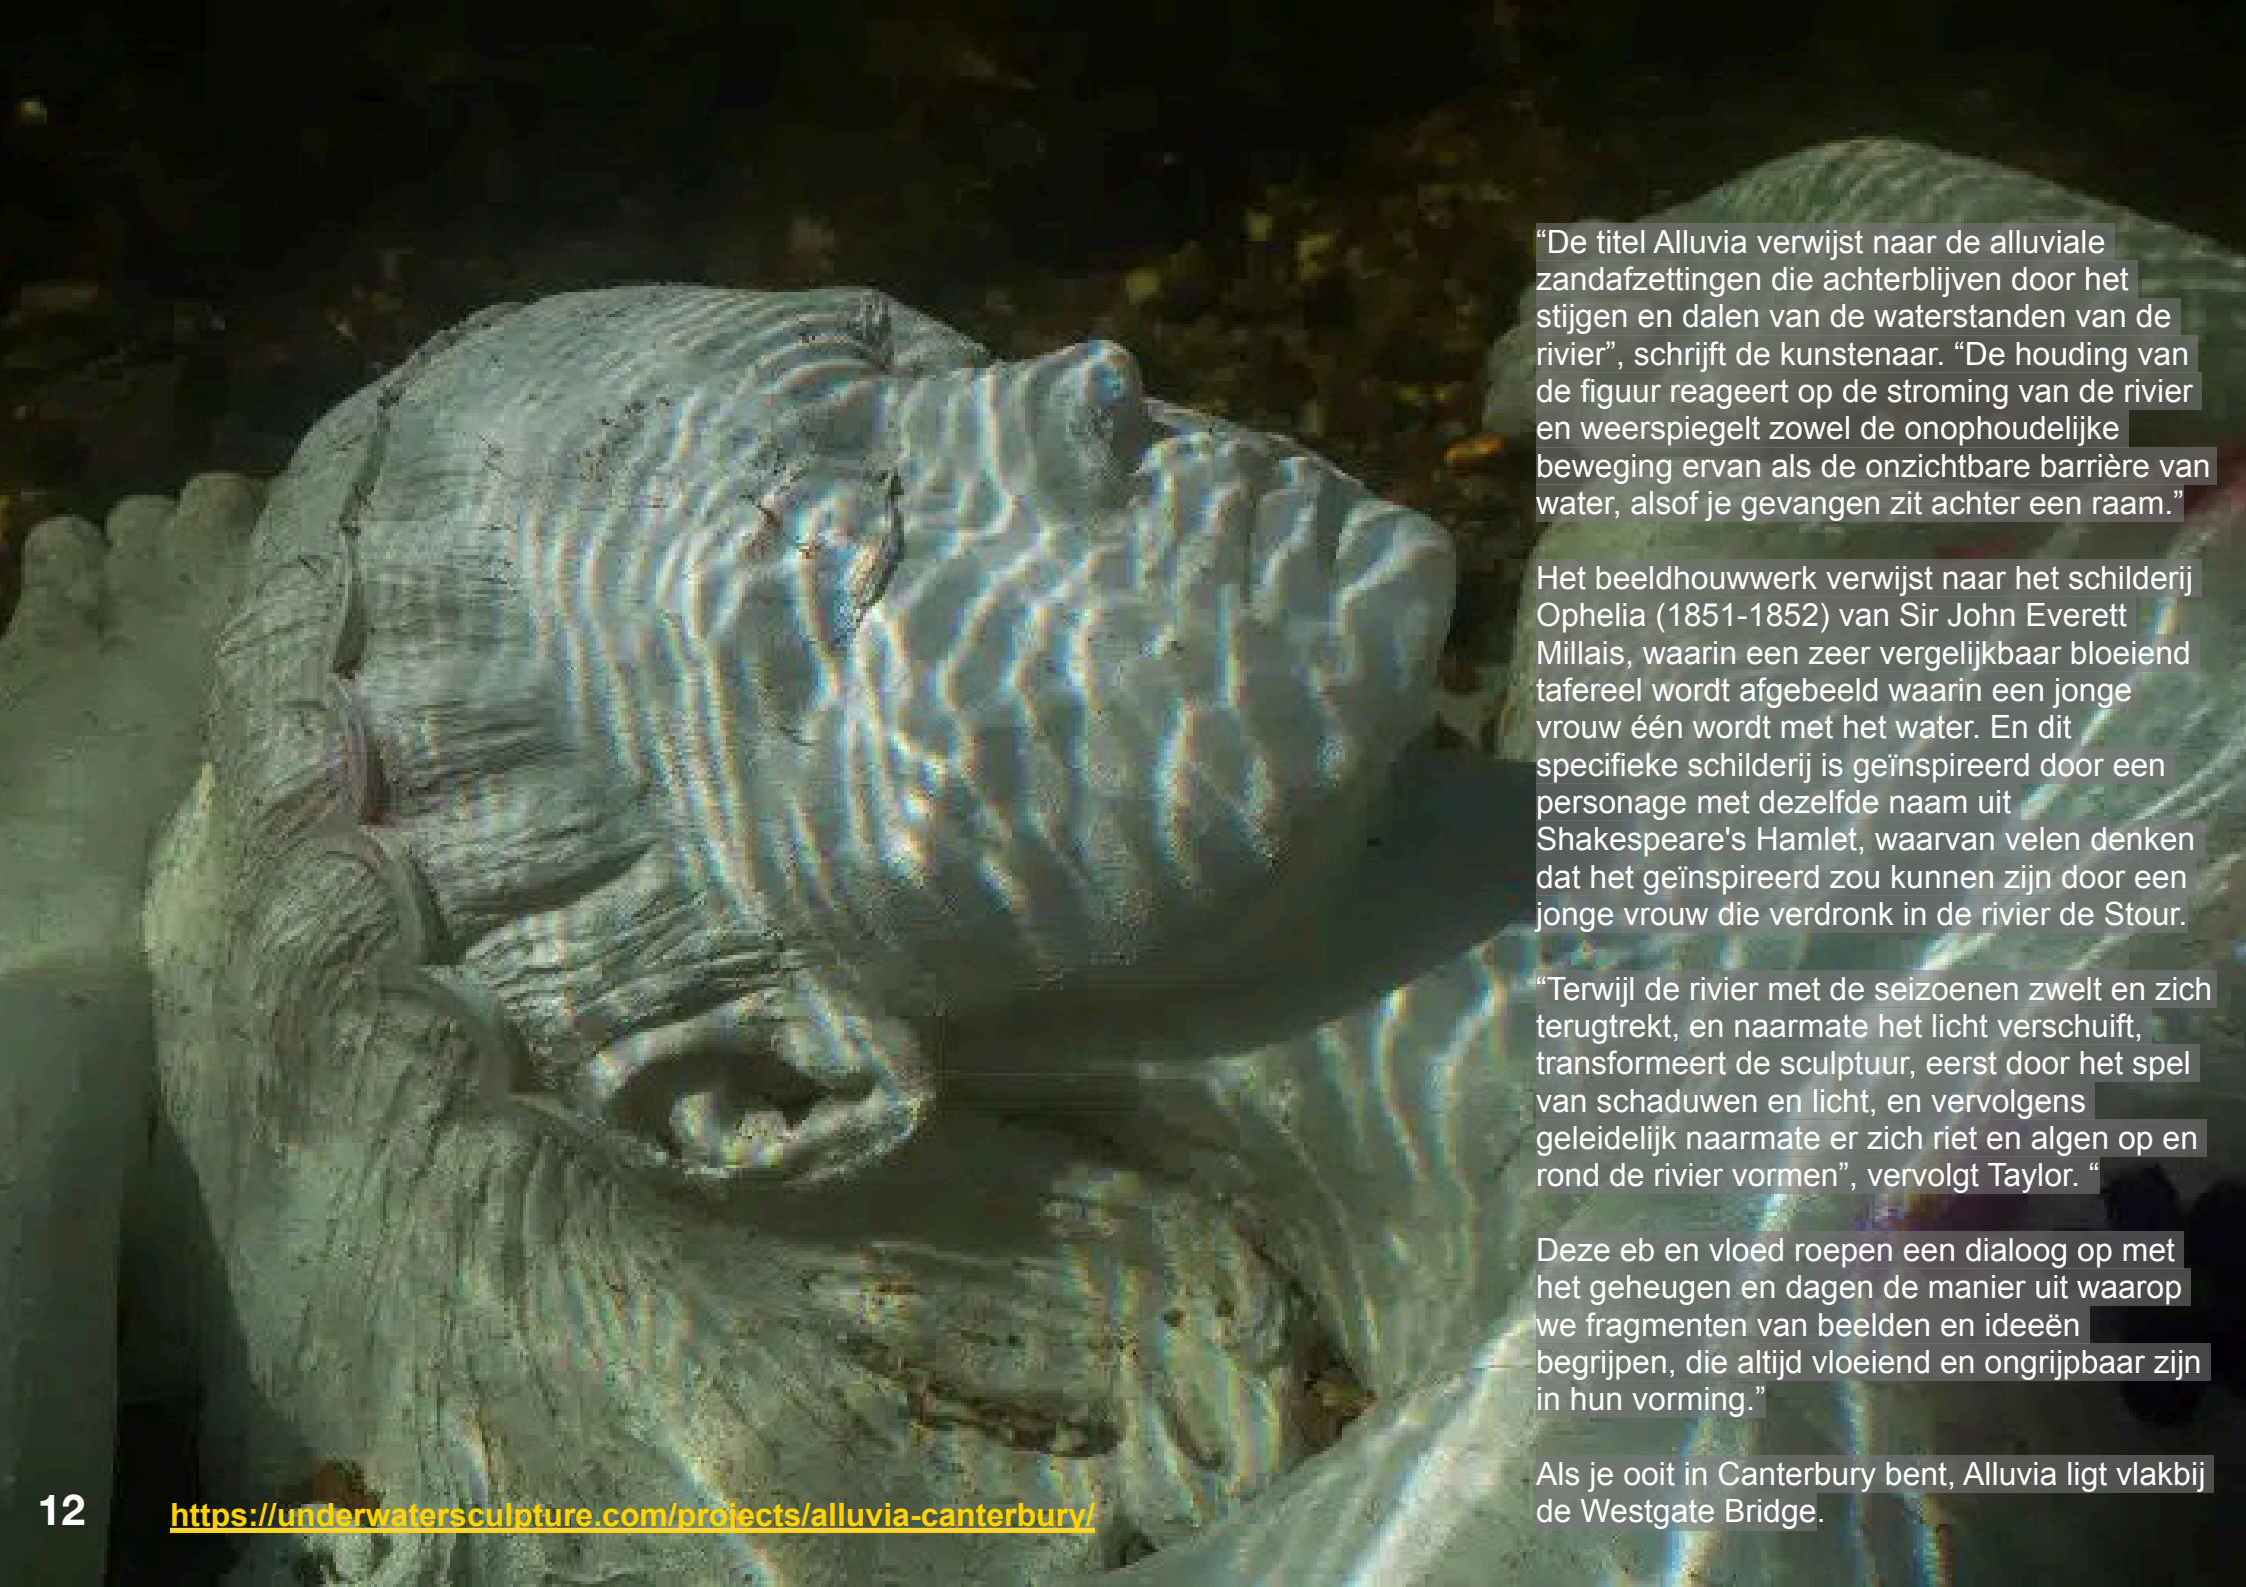 “De titel Alluvia verwijst naar de alluviale
zandafzettingen die achterblijven door het
stijgen en dalen van de waterstanden van de
rivier”, schrijft de kunstenaar. “De houding van
de figuur reageert op de stroming van de rivier
en weerspiegelt zowel de onophoudelijke
beweging ervan als de onzichtbare barrière van
water, alsof je gevangen zit achter een raam.”
Het beeldhouwwerk verwijst naar het schilderij
Ophelia (1851-1852) van Sir John Everett
Millais, waarin een zeer vergelijkbaar bloeiend
tafereel wordt afgebeeld waarin een jonge
vrouw één wordt met het water. En dit
specifieke schilderij is geïnspireerd door een
personage met dezelfde naam uit
Shakespeare's Hamlet, waarvan velen denken
dat het geïnspireerd zou kunnen zijn door een
jonge vrouw die verdronk in de rivier de Stour.
“Terwijl de rivier met de seizoenen zwelt en zich
terugtrekt, en naarmate het licht verschuift,
transformeert de sculptuur, eerst door het spel
van schaduwen en licht, en vervolgens
geleidelijk naarmate er zich riet en algen op en
rond de rivier vormen”, vervolgt Taylor. “
Deze eb en vloed roepen een dialoog op met
het geheugen en dagen de manier uit waarop
we fragmenten van beelden en ideeën
begrijpen, die altijd vloeiend en ongrijpbaar zijn
in hun vorming.”
Als je ooit in Canterbury bent, Alluvia ligt vlakbij
de Westgate Bridge.
12
https://underwatersculpture.com/projects/alluvia-canterbury/